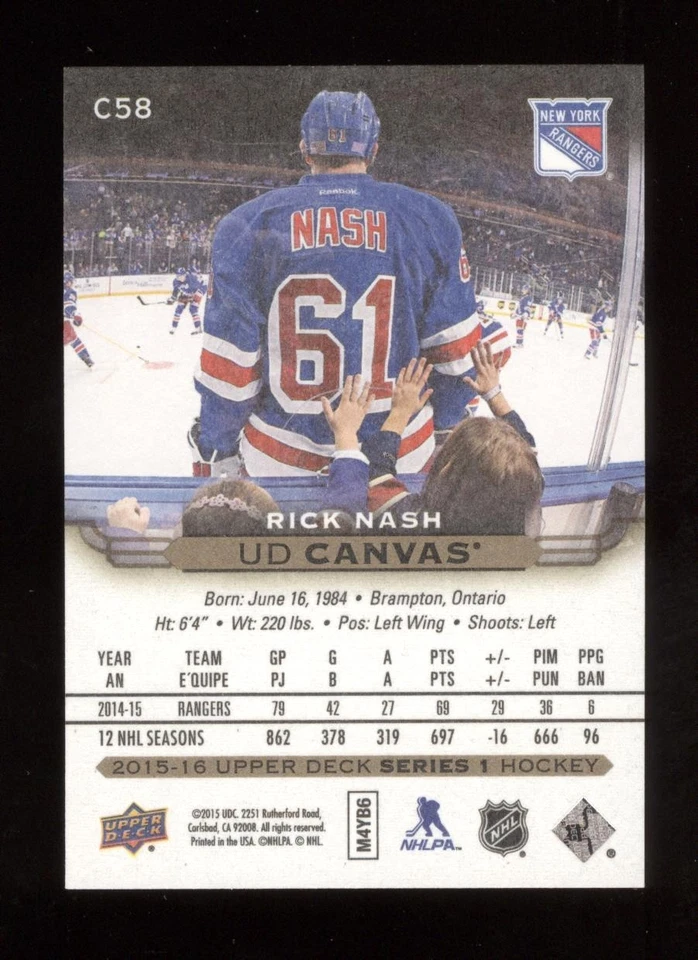 C58
NEW YORK
RANGERS
61
Reebok
NASH
61
6
RICK NASH
UD CANVAS
Born: June 16, 1984 • Brampton, Ontario
Ht: 6'4" • Wt: 220 lbs. • Pos: Left Wing • Shoots: Left
YEAR TEAM GP G A PTS +/- PIM PPG
AN E'QUIPE PJ B A PTS +/- PUN BAN
2014-15 RANGERS 79 42 27 69 29 36 6
12 NHL SEASONS 862 378 319 697 -16 666 96
2015-16 UPPER DECK SERIES 1 HOCKEY
UPPER
DECK
©2015 UDC. 2251 Rutherford Road,
Carlsbad, CA 92008. All rights reserved.
Printed in the USA. ©NHLPA. © NHL.
M4YB6
NHLPA™
NHL
®